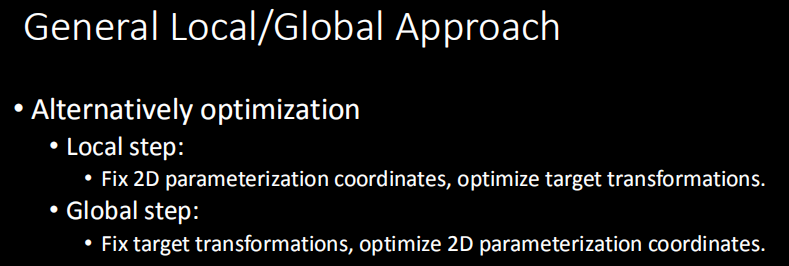 General Local/Global Approach
• Alternatively optimization
• Local step:
• Fix 2D parameterization coordinates, optimize target transformations.
• Global step:
• Fix target transformations, optimize 2D parameterization coordinates.